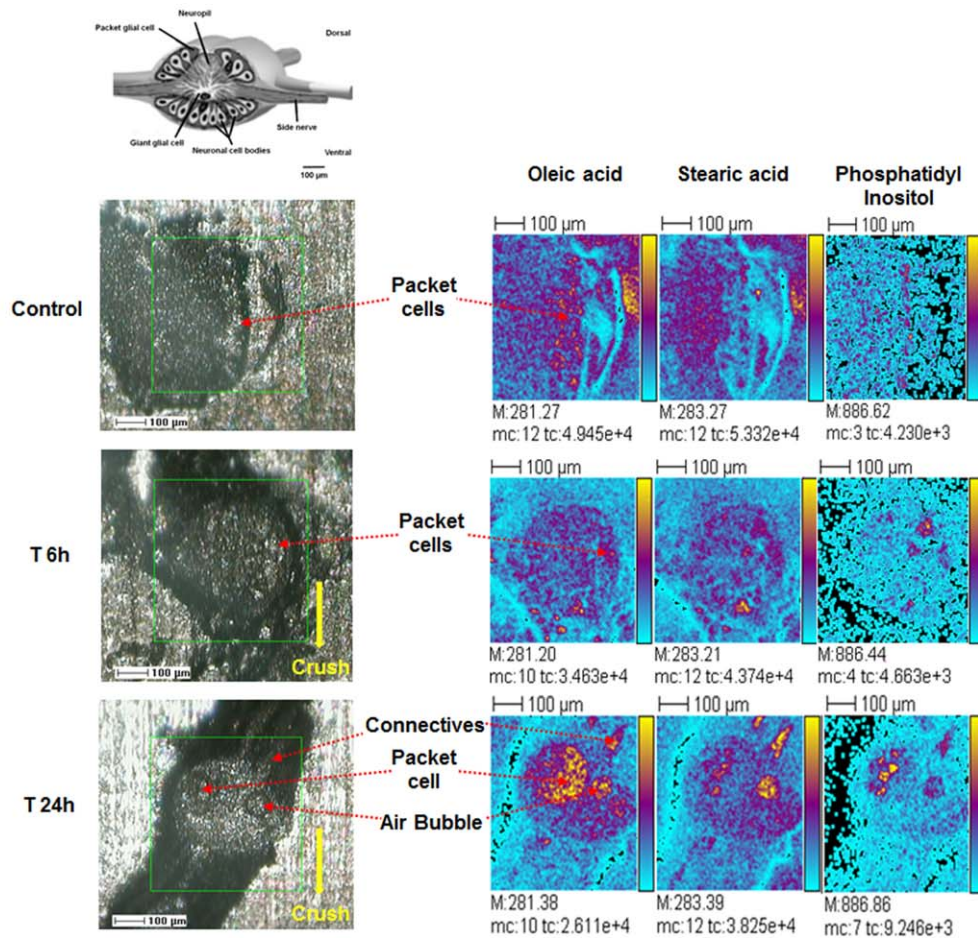 Neuropil
Packet glial cell
Dorsal
Side nerve
Giant glial cell
Neuronal cell bodies
Ventral
100 µm
Oleic acid
Stearic acid
Phosphatidyl
Inositol
100 µm
100 µm
100 µm
Control
Packet
cells
100 µm
M:281.27
mc:12 tc:4.945e+4
M:283.27
mc:12 tc:5.332e+4
M:886.62
mc:3 tc:4.230e+3
100 µm
100 µm
100 µm
T 6h
Packet
cells
Crush
100 µm
M:281.20
mc:10 tc:3.463e+4
M:283.21
mc:12 tc:4.374e+4
M:886.44
mc:4 tc:4.663e+3
100 µm
100 µm
100 µm
Connectives
Packet
cell
Air Bubble
T 24h
Crush
100 µm
M:281.38
mc:10 tc:2.611e+4
M:283.39
mc:12 tc:3.825e+4
M:886.86
mc:7 tc:9.246e+3